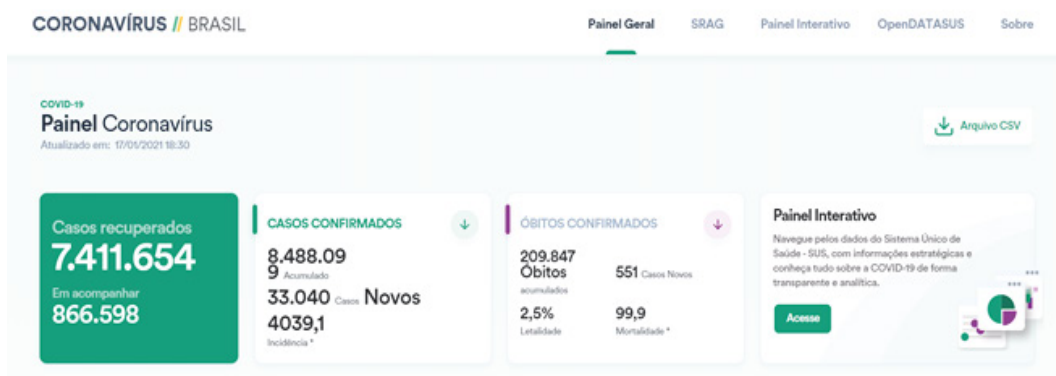 CORONAVÍRUS // BRASIL
Painel Geral SRAG Painel Interativo OpenDATASUS Sobre
COVID-19
Painel Coronavírus
Atualizado em: 17/01/2021 18:30
Arquivo CSV
Casos recuperados
7.411.654
Em acompanhar
866.598
CASOS CONFIRMADOS
8.488.09
9 Acumulado
33.040 Casos Novos
4039,1
Incidência *
ÓBITOS CONFIRMADOS
209.847
Óbitos
acumulados
551 Casos Novos
2,5%
Letalidade
99,9
Mortalidade *
Painel Interativo
Navegue pelos dados do Sistema Único de
Saúde - SUS, com informações estratégicas e
conheça tudo sobre a COVID-19 de forma
transparente e analítica.
Acesse